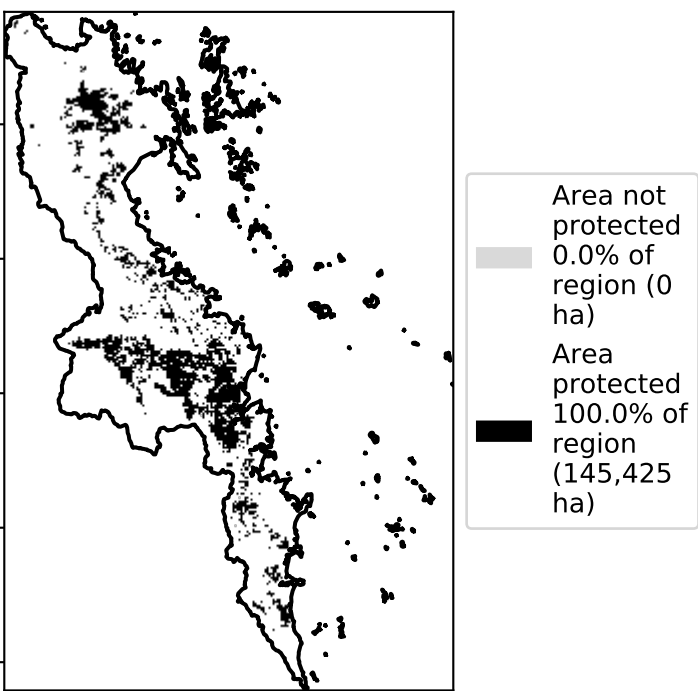 Area not
protected
0.0% of
region (0
ha)
Area
protected
100.0% of
region
(145,425
ha)